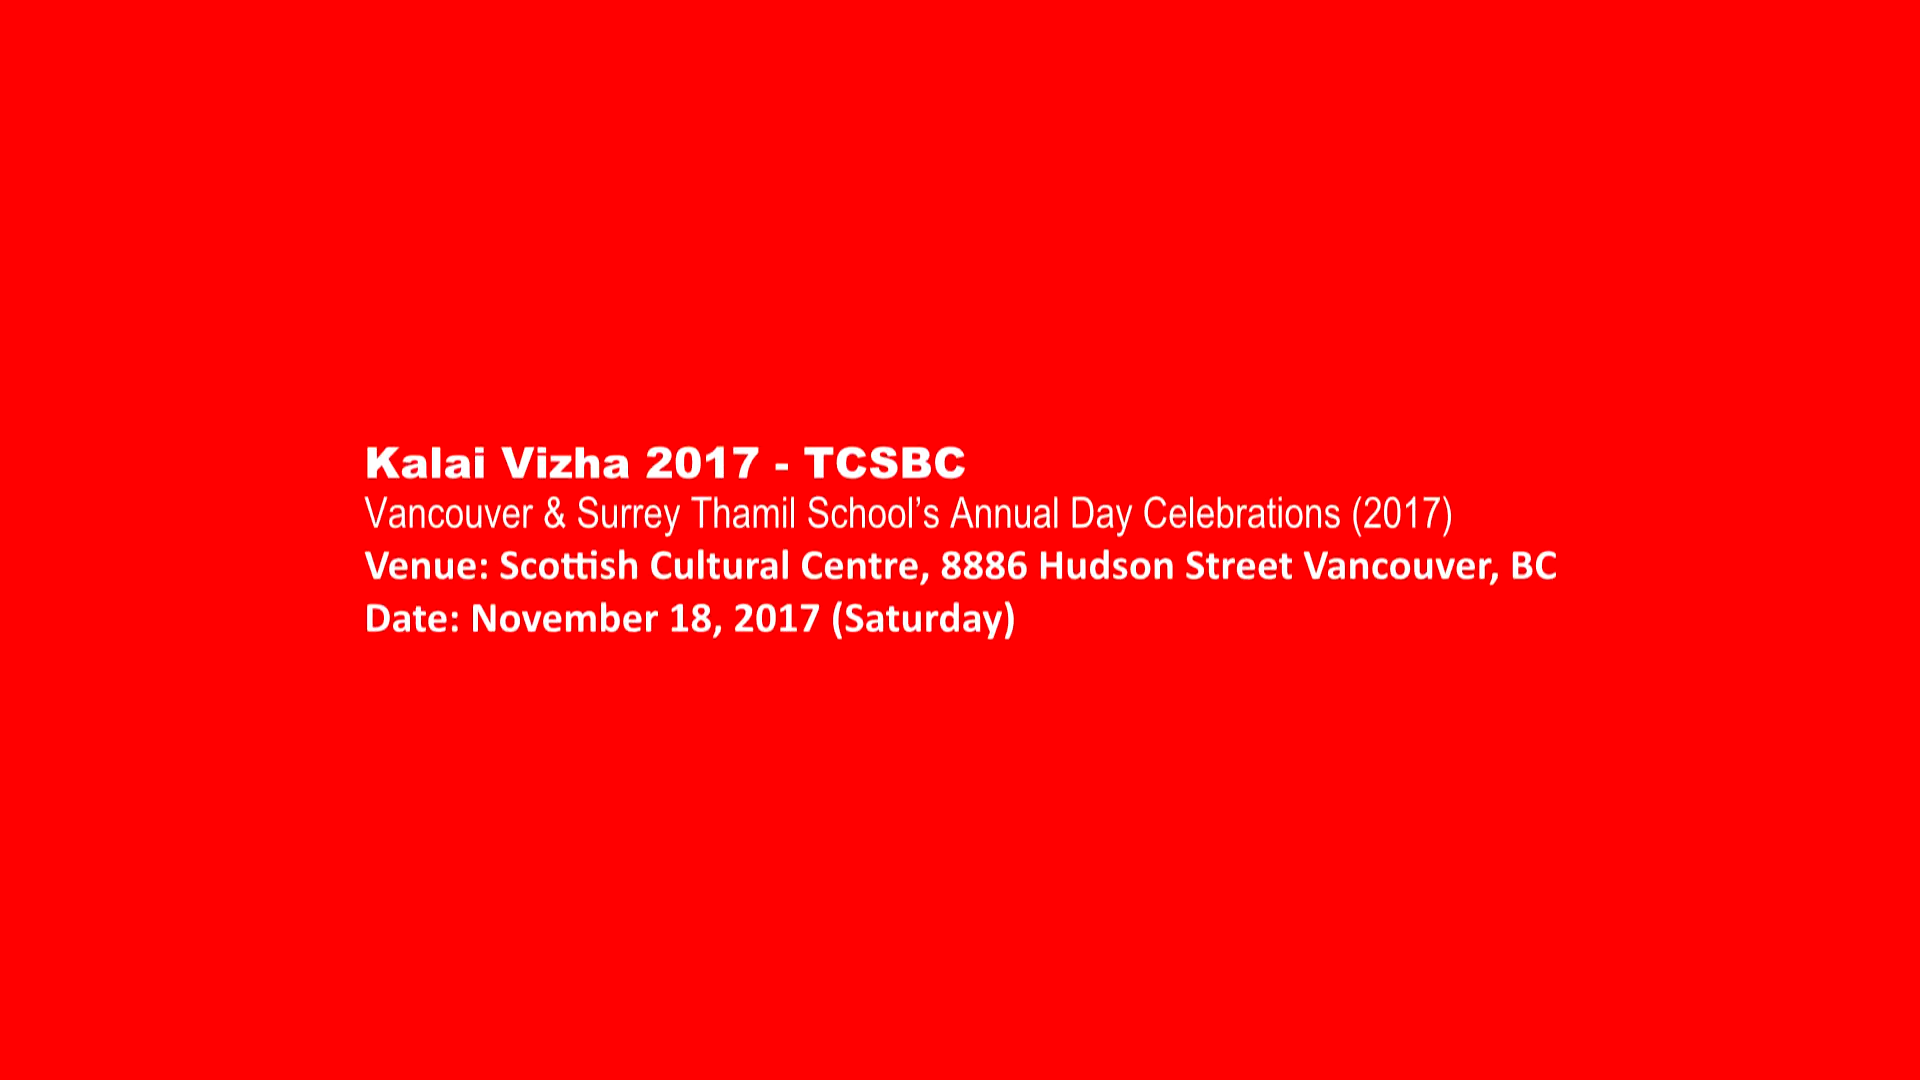 Kalai Vizha 2017 - TCSBC
Vancouver & Surrey Thamil School’s Annual Day Celebrations (2017)
Venue: Scottish Cultural Centre, 8886 Hudson Street Vancouver, BC
Date: November 18, 2017 (Saturday)